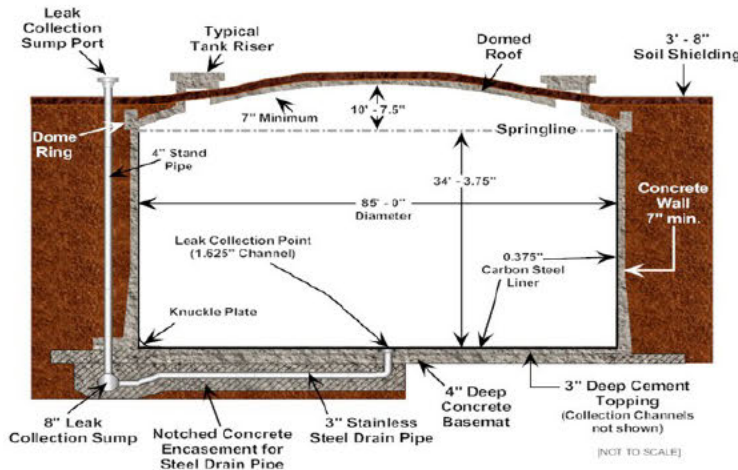 Leak
Collection
Sump Port
Typical
Tank Riser
Domed
Roof
3' - 8"
Soil Shielding
10' - 7.5"
7" Minimum
Springline
Dome
Ring
4" Stand
Pipe
34' - 3.75"
85' - 0"
Diameter
Concrete
Wall
7" min.
Leak Collection Point
(1.625" Channel)
0.375"
Carbon Steel
Liner
Knuckle Plate
8" Leak
Collection Sump
Notched Concrete
Encasement for
Steel Drain Pipe
3" Stainless
Steel Drain Pipe
4" Deep
Concrete
Basemat
3" Deep Cement
Topping
(Collection Channels
not shown)
[NOT TO SCALE]